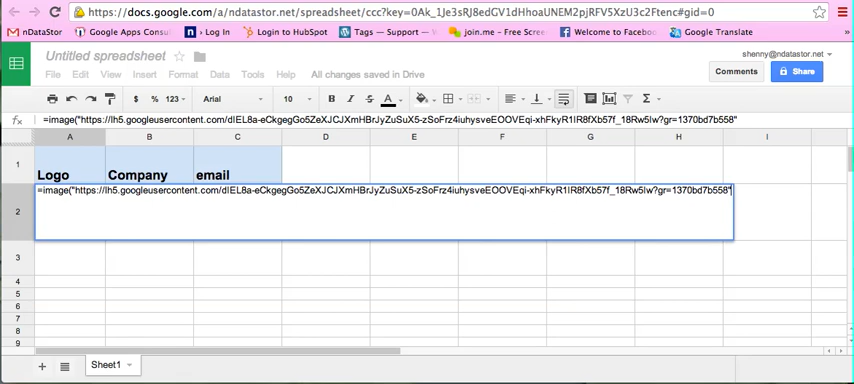 https://docs.google.com/a/ndatastor.net/spreadsheet/ccc?key=0Ak_1Je3sRJ8edGV1dHhoaUNEM2pjRFV5XzU3c2Ftenc#gid=0
nDataStor Google Apps Consul › Log In Login to HubSpot Tags — Support — W join.me – Free Scree Welcome to Facebook Google Translate
Untitled spreadsheet
shenny@ndatastor.net
File Edit View Insert Format Data Tools Help All changes saved in Drive
Comments Share
$ % 123 Arial 10 B I S A Σ
fx =image("https://lh5.googleusercontent.com/dIEL8a-eCkgegGo5ZeXJCJXmHBrJyZuSuX5-zSoFrz4iuhysveEOOVEqi-xhFkyR1lR8fXb57f_18Rw5lw?gr=1370bd7b558"
A B C D E F G H I
1 Logo Company email
2 =image("https://lh5.googleusercontent.com/dIEL8a-eCkgegGo5ZeXJCJXmHBrJyZuSuX5-zSoFrz4iuhysveEOOVEqi-xhFkyR1lR8fXb57f_18Rw5lw?gr=1370bd7b558"
3
4
5
6
7
8
9
Sheet1